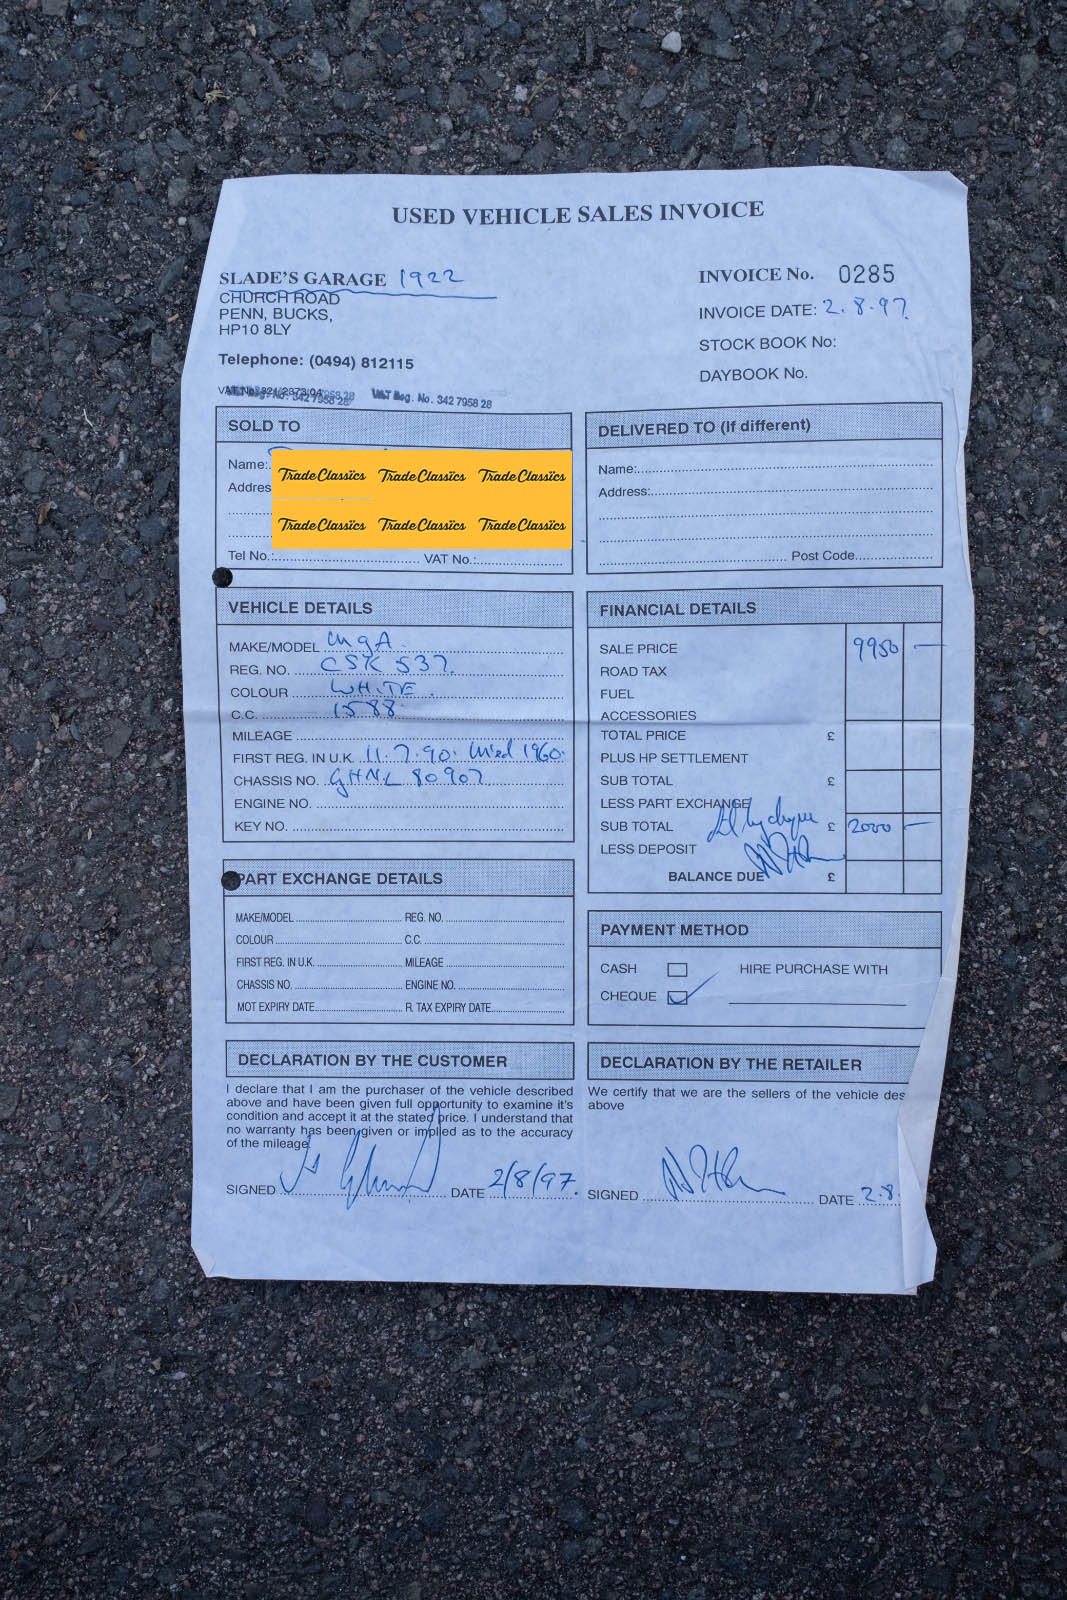 USED VEHICLE SALES INVOICE
SLADE'S GARAGE 1922
CHURCH ROAD
PENN, BUCKS,
HP10 8LY
Telephone: (0494) 812115
VAT Reg. No. 342 7958 28
INVOICE No. 0285
INVOICE DATE: 2.8.97.
STOCK BOOK No:
DAYBOOK No.
SOLD TO
Name:
Addres
TradeClassics TradeClassics TradeClassics
TradeClassics TradeClassics TradeClassics
Tel No.: VAT No.:
DELIVERED TO (If different)
Name:
Address:
Post Code
VEHICLE DETAILS
MAKE/MODEL MGA
REG. NO. CSK 537.
COLOUR WHITE.
C.C. 1588
MILEAGE
FIRST REG. IN U.K. 11.7.90. 1960.
CHASSIS NO. GHNL 80907
ENGINE NO.
KEY NO.
FINANCIAL DETAILS
SALE PRICE 9950 —
ROAD TAX
FUEL
ACCESSORIES
TOTAL PRICE £
PLUS HP SETTLEMENT
SUB TOTAL £
LESS PART EXCHANGE
SUB TOTAL £ 2000 —
LESS DEPOSIT
BALANCE DUE £
PART EXCHANGE DETAILS
MAKE/MODEL REG. NO.
COLOUR C.C.
FIRST REG. IN U.K. MILEAGE
CHASSIS NO. ENGINE NO.
MOT EXPIRY DATE R. TAX EXPIRY DATE
PAYMENT METHOD
CASH HIRE PURCHASE WITH
CHEQUE
DECLARATION BY THE CUSTOMER
I declare that I am the purchaser of the vehicle described
above and have been given full opportunity to examine it's
condition and accept it at the stated price. I understand that
no warranty has been given or implied as to the accuracy
of the mileage
SIGNED DATE 2/8/97.
DECLARATION BY THE RETAILER
We certify that we are the sellers of the vehicle des
above
SIGNED DATE 2.8.